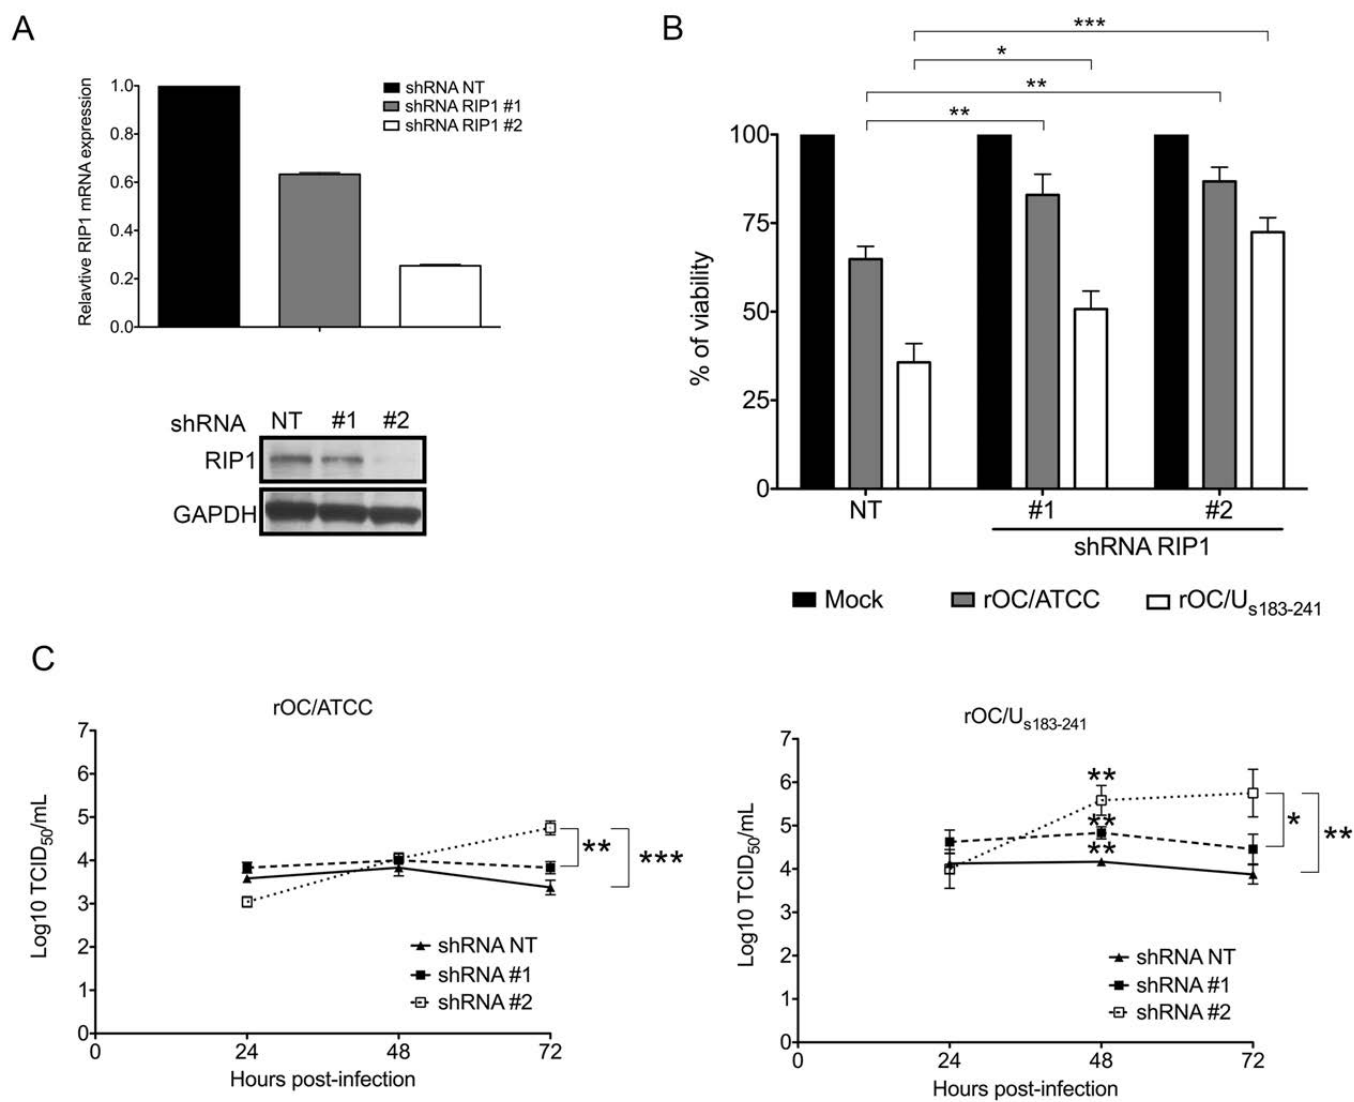 A
Relavtive RIP1 mRNA expression
1.0
0.8
0.6
0.4
0.2
0.0
shRNA NT
shRNA RIP1 #1
shRNA RIP1 #2
shRNA NT #1 #2
RIP1
GAPDH
B
***
*
**
**
% of viability
100
75
50
25
0
NT #1 #2
shRNA RIP1
Mock rOC/ATCC rOC/Us183-241
C
rOC/ATCC
Log10 TCID50/mL
7
6
5
4
3
2
1
0
** ***
shRNA NT
shRNA #1
shRNA #2
0 24 48 72
Hours post-infection
rOC/Us183-241
Log10 TCID50/mL
7
6
5
4
3
2
1
0
**
**
**
* **
shRNA NT
shRNA #1
shRNA #2
0 24 48 72
Hours post-infection